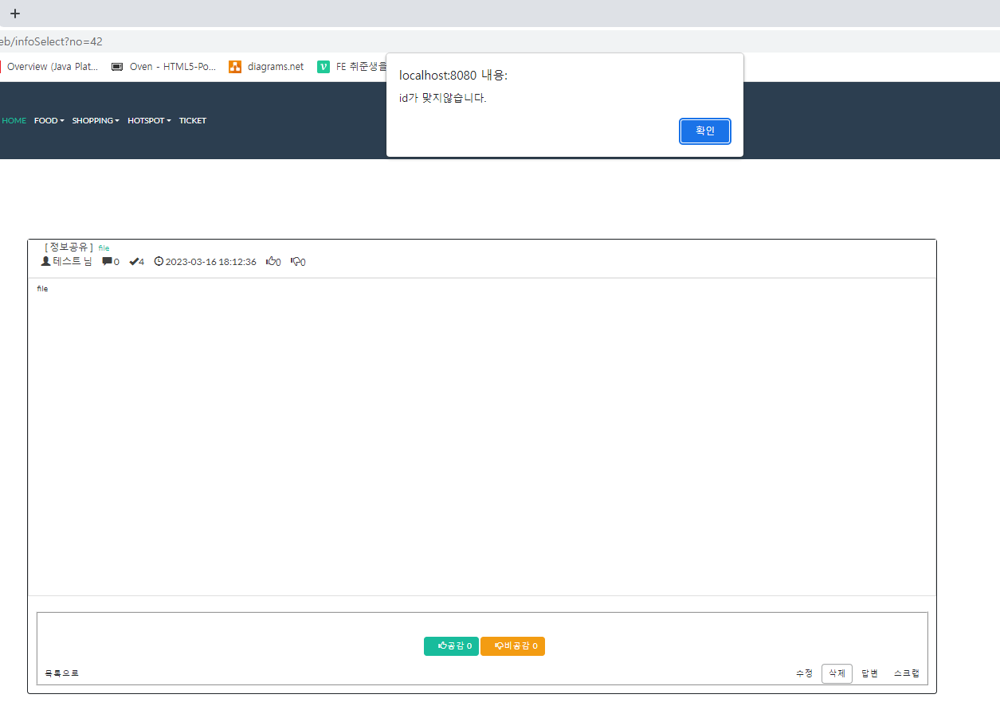 +
eb/infoSelect?no=42
Overview (Java Plat... Oven - HTML5-Po... diagrams.net v FE 취준생을
localhost:8080 내용:
id가 맞지않습니다.
확인
HOME FOOD SHOPPING HOTSPOT TICKET
[ 정보공유 ] file
테스트 님 0 4 2023-03-16 18:12:36 0 0
file
공감 0 비공감 0
목록으로 수정 삭제 답변 스크랩